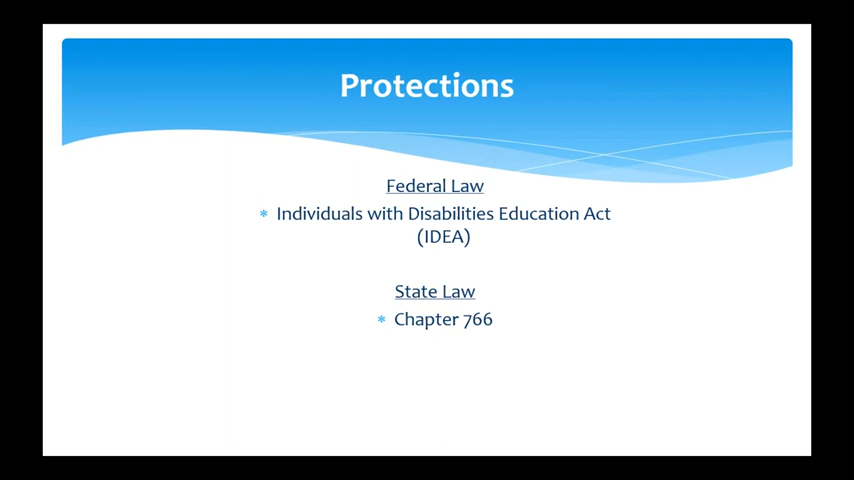 Protections
Federal Law
* Individuals with Disabilities Education Act
(IDEA)
State Law
* Chapter 766